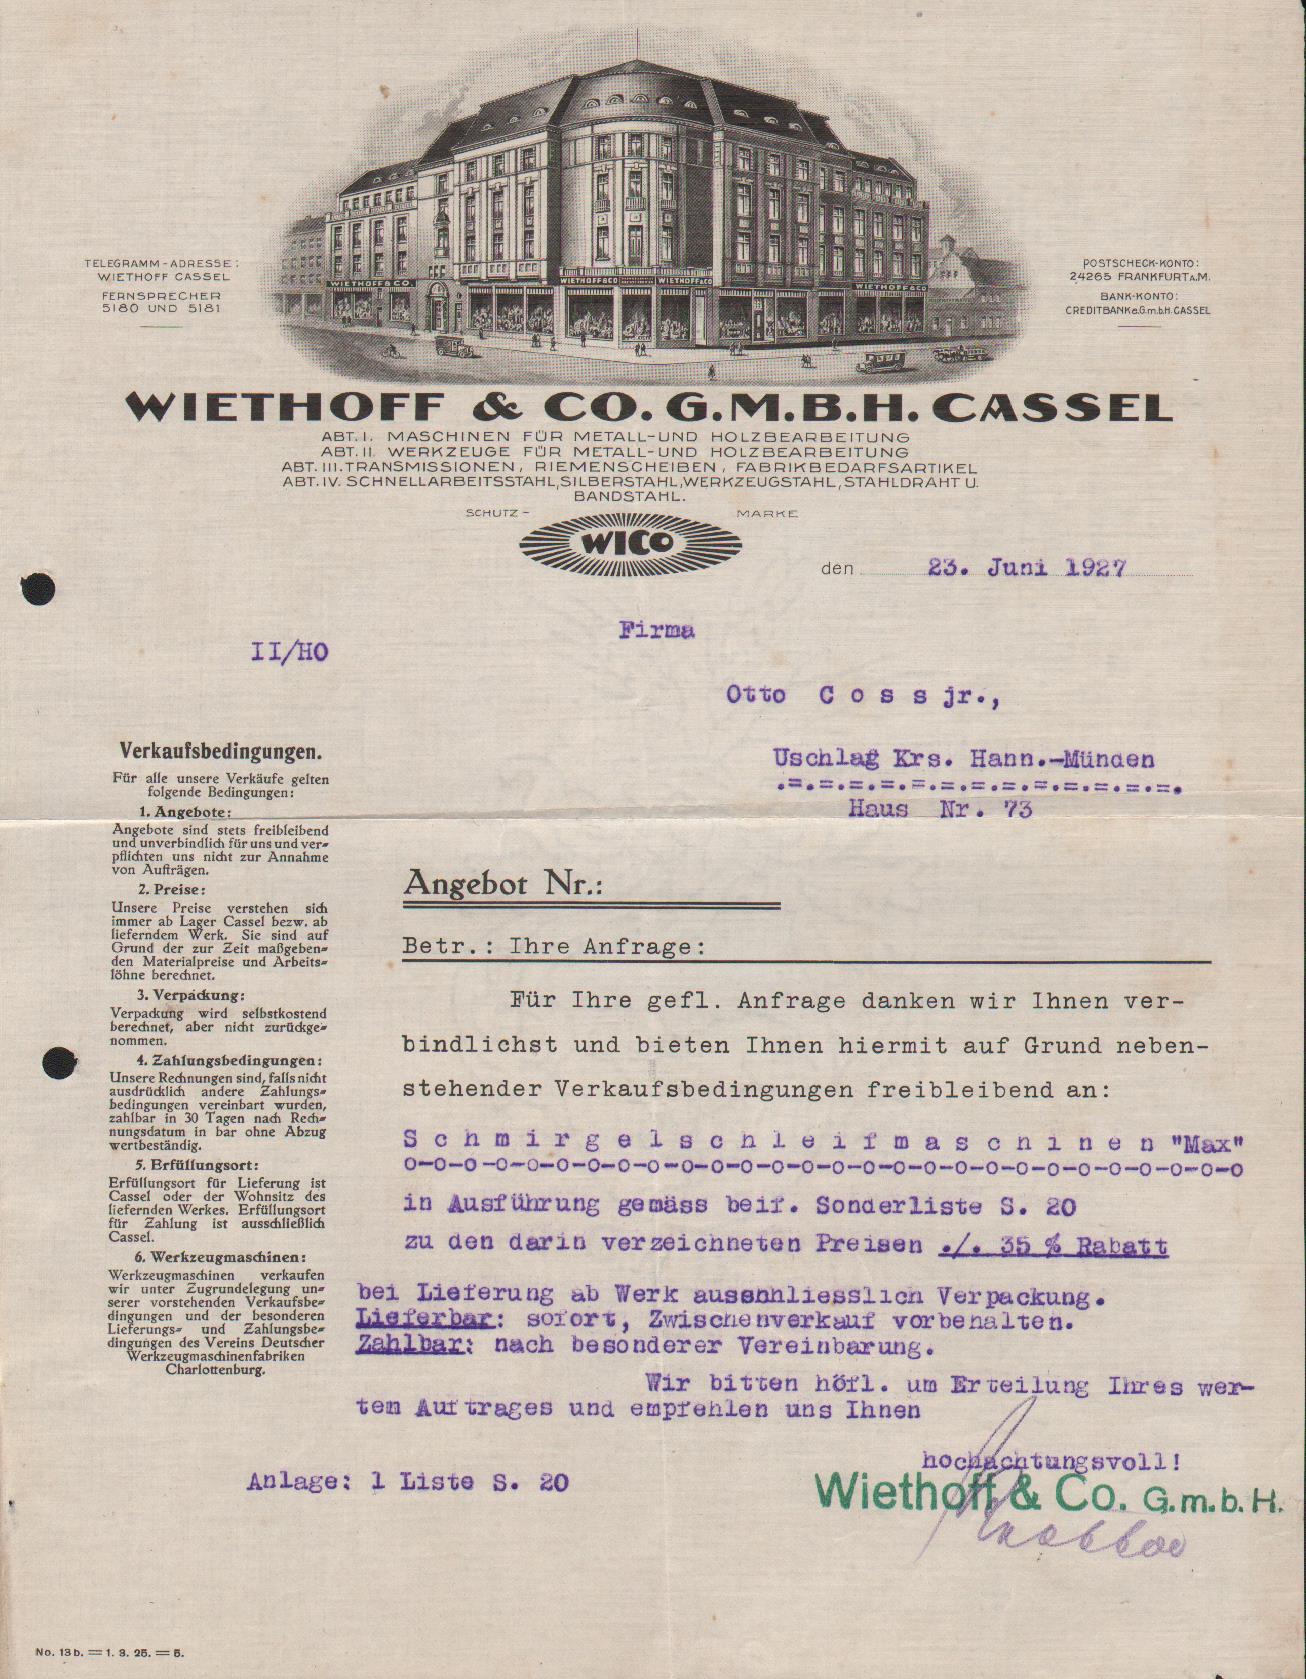 WIETHOFF & CO.
WIETHOFF & CO
WIETHOFF & CO
WIETHOFF & CO
TELEGRAMM-ADRESSE:
WIETHOFF CASSEL
FERNSPRECHER
5180 UND 5181
POSTSCHECK-KONTO:
24265 FRANKFURT A.M.
BANK-KONTO:
CREDITBANK e.G.m.b.H. CASSEL
WIETHOFF & CO. G.M.B.H. CASSEL
ABT. I. MASCHINEN FÜR METALL-UND HOLZBEARBEITUNG
ABT. II. WERKZEUGE FÜR METALL-UND HOLZBEARBEITUNG
ABT. III. TRANSMISSIONEN, RIEMENSCHEIBEN, FABRIKBEDARFSARTIKEL
ABT. IV. SCHNELLARBEITSSTAHL, SILBERSTAHL, WERKZEUGSTAHL, STAHLDRAHT U.
BANDSTAHL.
SCHUTZ- MARKE
WICO
den 23. Juni 1927
Firma
II/HO
Otto C o s s jr.,
Uschlag Krs. Hann.-Münden
.=.=.=.=.=.=.=.=.=.=.=.=.=.
Haus Nr. 73
Verkaufsbedingungen.
Für alle unsere Verkäufe gelten
folgende Bedingungen:
1. Angebote:
Angebote sind stets freibleibend
und unverbindlich für uns und ver-
pflichten uns nicht zur Annahme
von Aufträgen.
2. Preise:
Unsere Preise verstehen sich
immer ab Lager Cassel bezw. ab
lieferndem Werk. Sie sind auf
Grund der zur Zeit maßgeben-
den Materialpreise und Arbeits-
löhne berechnet.
3. Verpackung:
Verpackung wird selbstkostend
berechnet, aber nicht zurückge-
nommen.
4. Zahlungsbedingungen:
Unsere Rechnungen sind, falls nicht
ausdrücklich andere Zahlungs-
bedingungen vereinbart wurden,
zahlbar in 30 Tagen nach Rech-
nungsdatum in bar ohne Abzug
wertbeständig.
5. Erfüllungsort:
Erfüllungsort für Lieferung ist
Cassel oder der Wohnsitz des
liefernden Werkes. Erfüllungsort
für Zahlung ist ausschließlich
Cassel.
6. Werkzeugmaschinen:
Werkzeugmaschinen verkaufen
wir unter Zugrundelegung un-
serer vorstehenden Verkaufsbe-
dingungen und der besonderen
Lieferungs- und Zahlungsbe-
dingungen des Vereins Deutscher
Werkzeugmaschinenfabriken
Charlottenburg.
Angebot Nr.:
Betr.: Ihre Anfrage:
Für Ihre gefl. Anfrage danken wir Ihnen ver-
bindlichst und bieten Ihnen hiermit auf Grund neben-
stehender Verkaufsbedingungen freibleibend an:
S c h m i r g e l s c h l e i f m a s c h i n e n "Max"
o-o-o-o-o-o-o-o-o-o-o-o-o-o-o-o-o-o-o-o-o-o-o-o-o-o-o-o
in Ausführung gemäss beif. Sonderliste S. 20
zu den darin verzeichneten Preisen ./. 35 % Rabatt
bei Lieferung ab Werk aussnhliesslich Verpackung.
Lieferbar: sofort, Zwischenverkauf vorbehalten.
Zahlbar: nach besonderer Vereinbarung.
Wir bitten höfl. um Erteilung Ihres wer-
tem Auftrages und empfehlen uns Ihnen
hochachtungsvoll!
Anlage: 1 Liste S. 20
Wiethoff & Co. G.m.b.H.
No. 13 b. = 1. 3. 25. = 5.